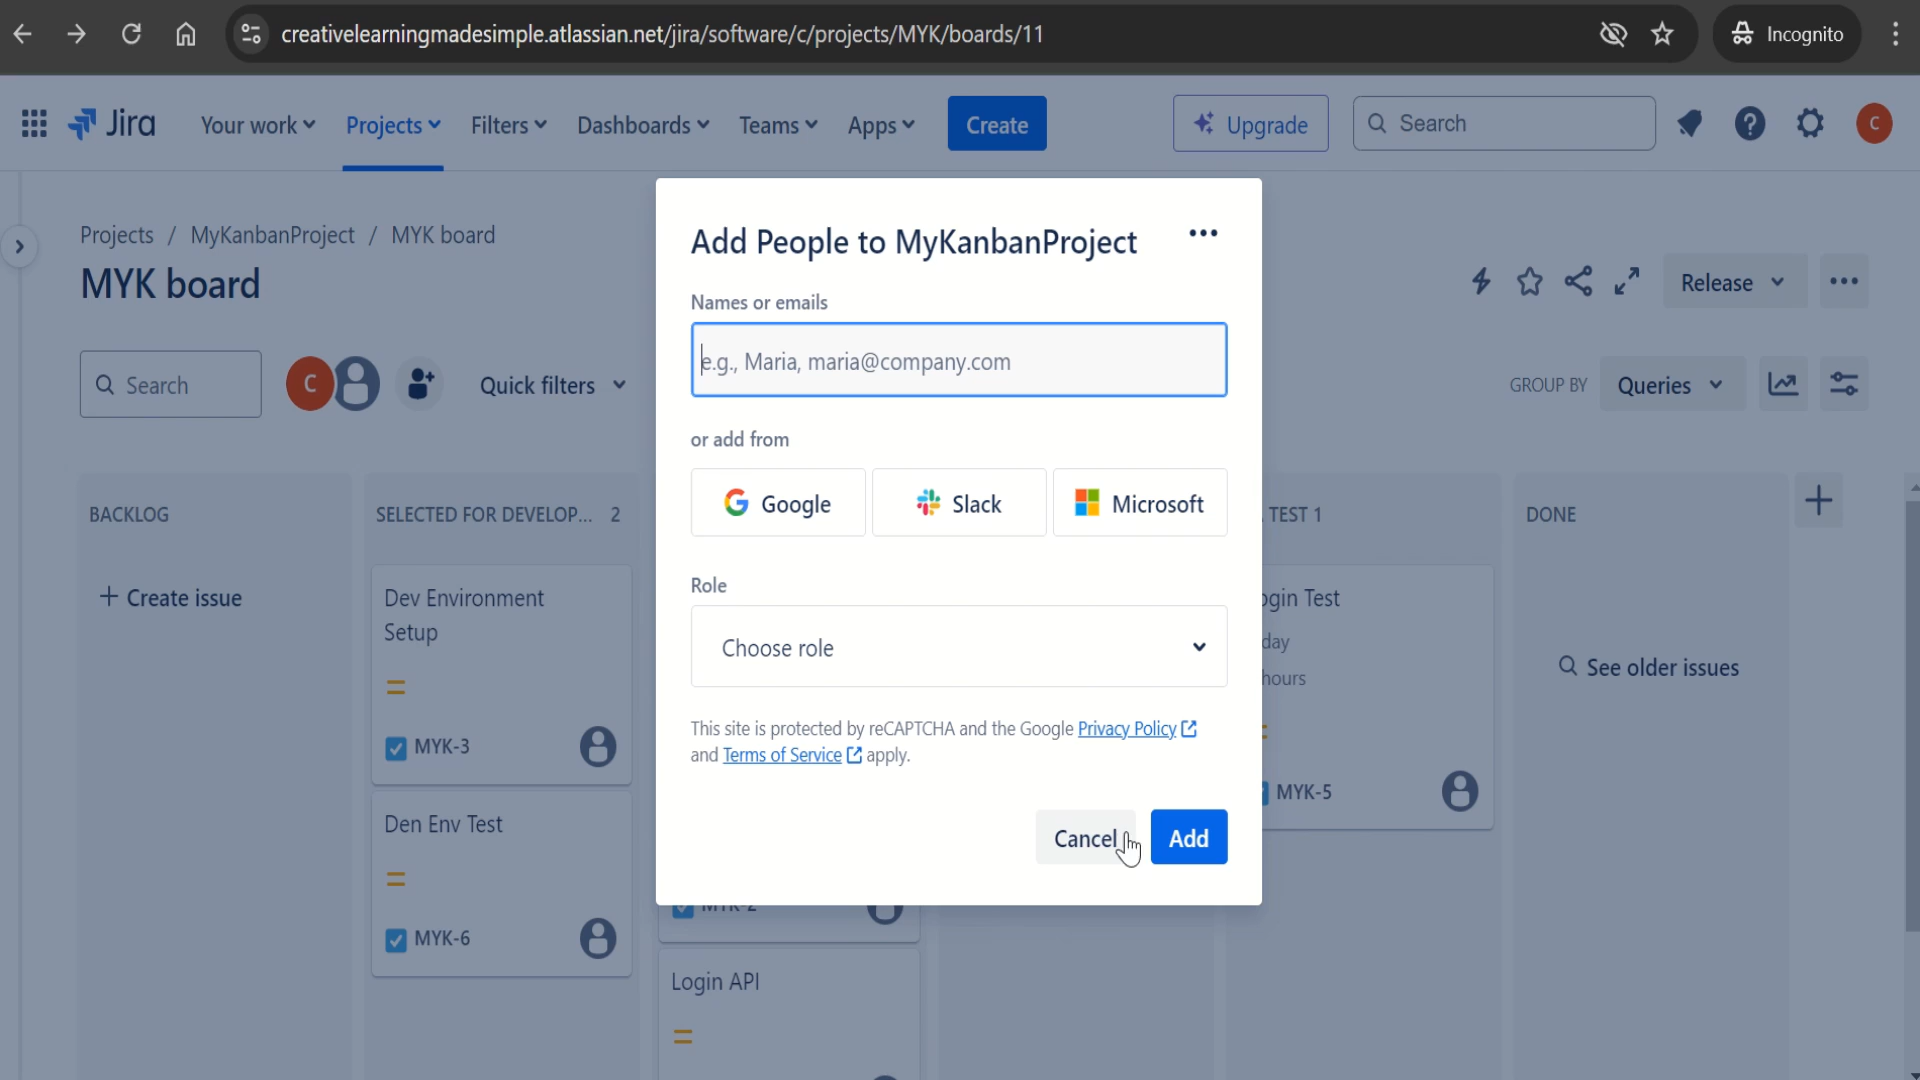 creativelearningmadesimple.atlassian.net/jira/software/c/projects/MYK/boards/11
Incognito
Jira
Your work
Projects
Filters
Dashboards
Teams
Apps
Create
Upgrade
Search
C
Projects / MyKanbanProject / MYK board
MYK board
Release
Search
C
Quick filters
GROUP BY
Queries
Add People to MyKanbanProject
Names or emails
e.g., Maria, maria@company.com
or add from
Google
Slack
Microsoft
Role
Choose role
This site is protected by reCAPTCHA and the Google Privacy Policy
and Terms of Service apply.
Cancel
Add
BACKLOG
+ Create issue
SELECTED FOR DEVELOP... 2
Dev Environment
Setup
MYK-3
Den Env Test
MYK-6
Login API
TEST 1
Test
hours
MYK-5
DONE
See older issues